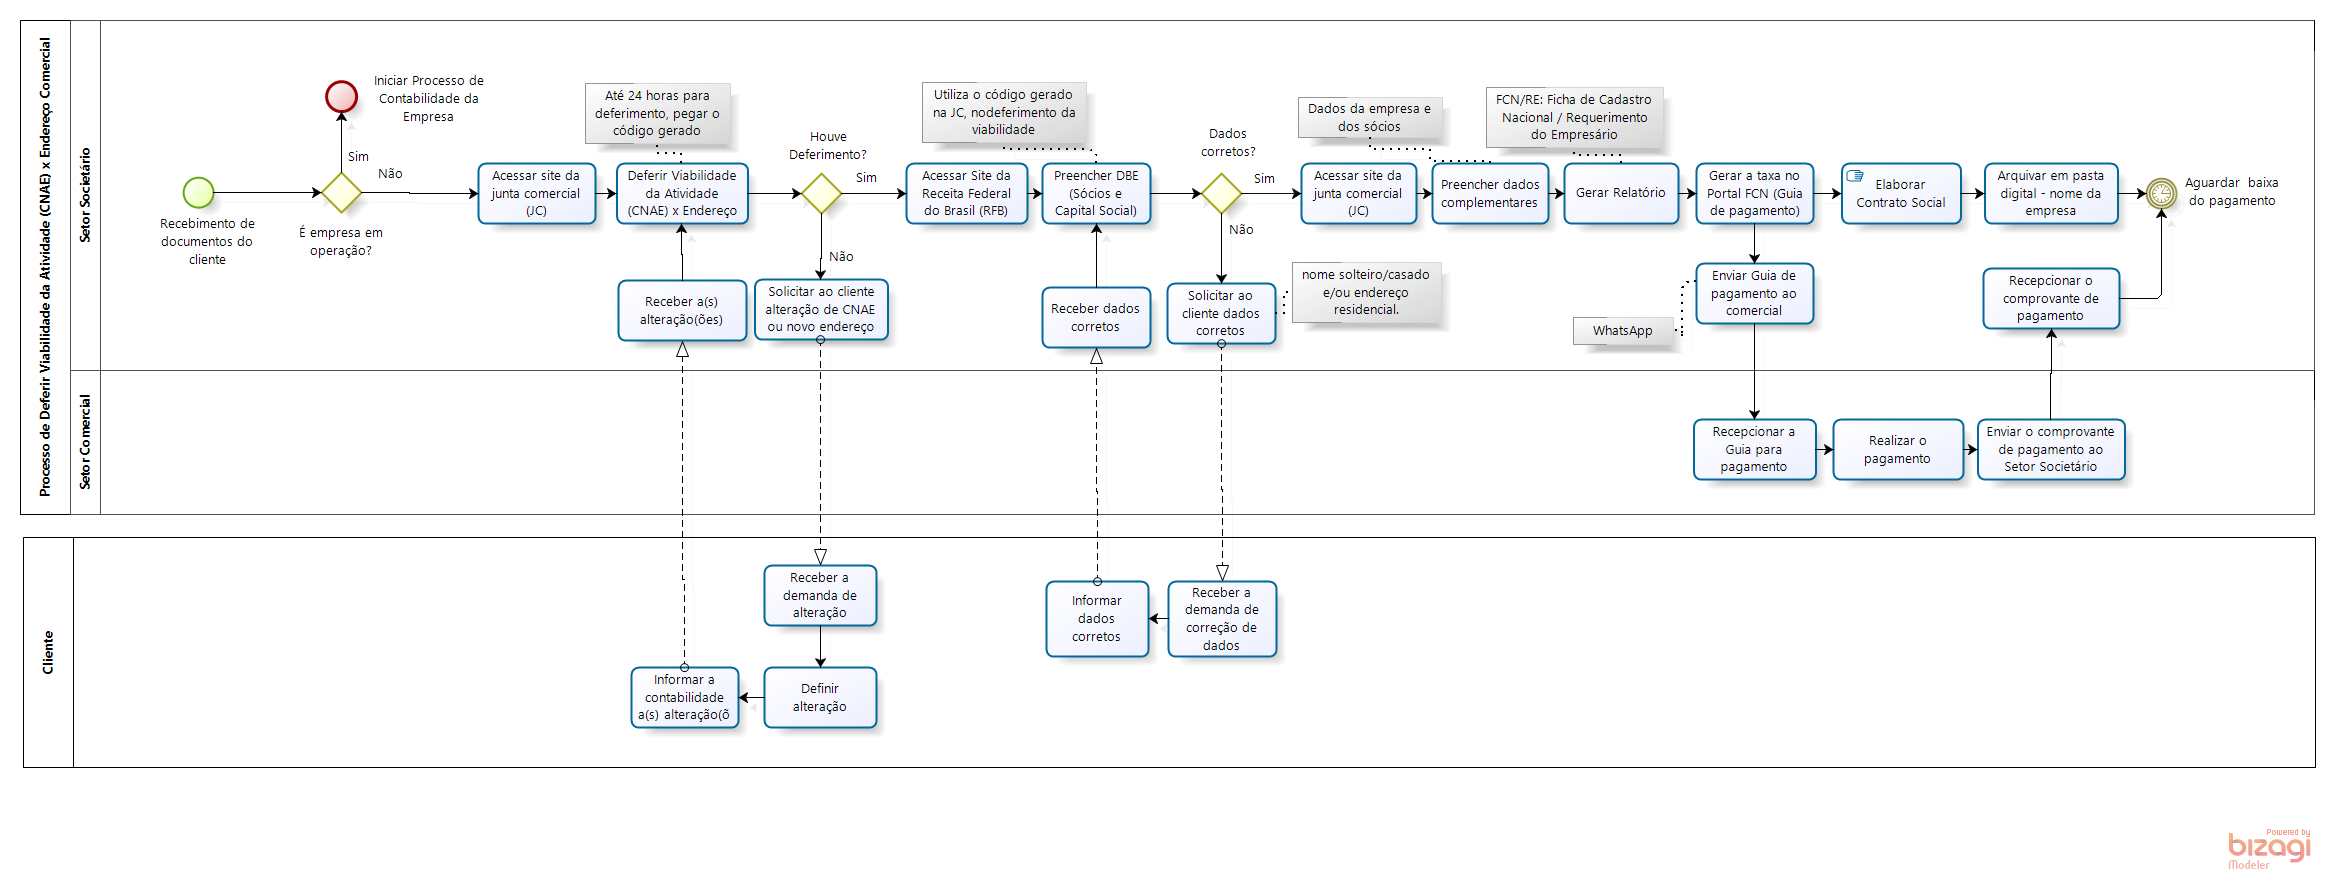 Processo de Deferir Viabilidade da Atividade (CNAE) x Endereço Comercial
Setor Societário
Recebimento de
documentos do
cliente
É empresa em
operação?
Sim
Não
Iniciar Processo de
Contabilidade da
Empresa
Acessar site da
junta comercial
(JC)
Até 24 horas para
deferimento, pegar o
código gerado
Deferir Viabilidade
da Atividade
(CNAE) x Endereço
Receber a(s)
alteração(ões)
Houve
Deferimento?
Sim
Não
Solicitar ao cliente
alteração de CNAE
ou novo endereço
Acessar Site da
Receita Federal
do Brasil (RFB)
Utiliza o código gerado
na JC, nodeferimento da
viabilidade
Preencher DBE
(Sócios e
Capital Social)
Receber dados
corretos
Dados
corretos?
Sim
Não
Solicitar ao
cliente dados
corretos
nome solteiro/casado
e/ou endereço
residencial.
Acessar site da
junta comercial
(JC)
Dados da empresa e
dos sócios
Preencher dados
complementares
FCN/RE: Ficha de Cadastro
Nacional / Requerimento
do Empresário
Gerar Relatório
Gerar a taxa no
Portal FCN (Guia
de pagamento)
Enviar Guia de
pagamento ao
comercial
WhatsApp
Elaborar
Contrato Social
Arquivar em pasta
digital - nome da
empresa
Recepcionar o
comprovante de
pagamento
Aguardar  baixa
do pagamento
Setor Comercial
Recepcionar a
Guia para
pagamento
Realizar o
pagamento
Enviar o comprovante
de pagamento ao
Setor Societário
Cliente
Receber a
demanda de
alteração
Definir
alteração
Informar a
contabilidade
a(s) alteração(õ
Informar
dados
corretos
Receber a
demanda de
correção de
dados
Powered by
bizagi
Modeler